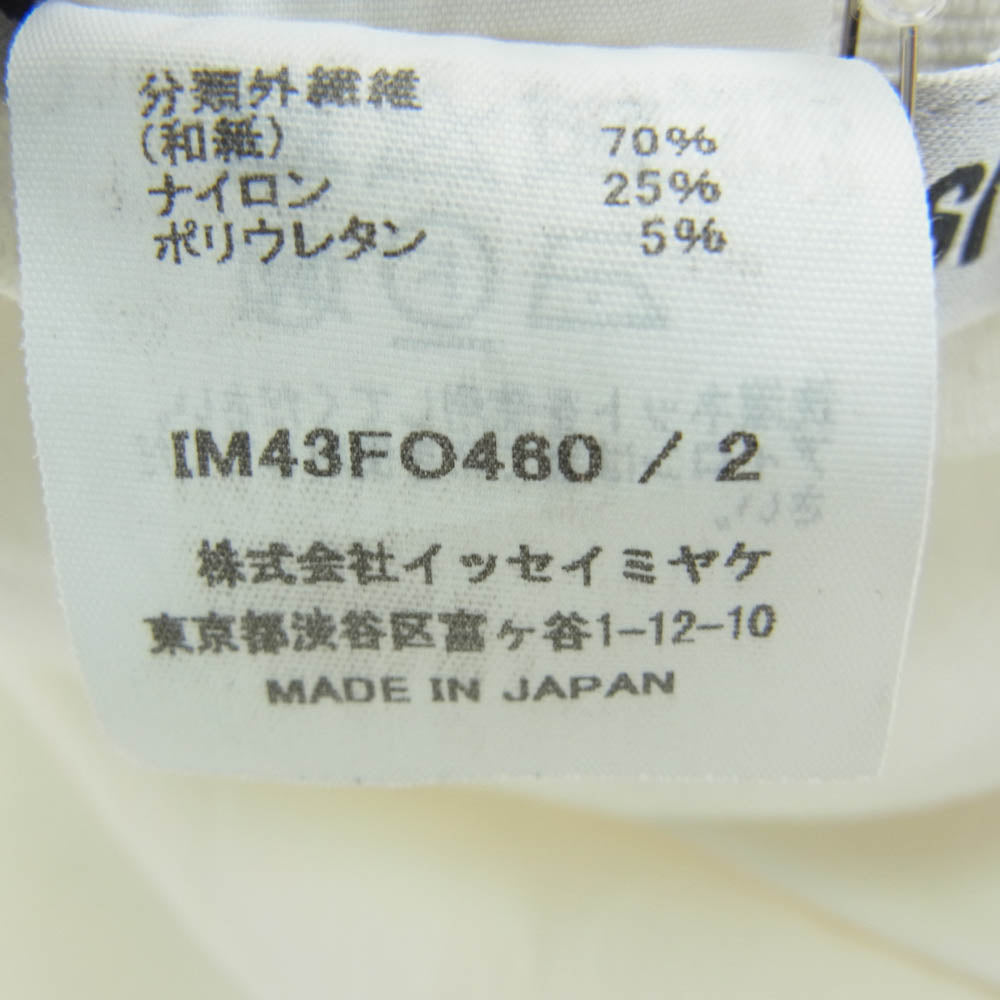 分類外繊維
(和紙) 70%
ナイロン 25%
ポリウレタン 5%
IM43FO460 / 2
株式会社イッセイミヤケ
東京都渋谷区富ヶ谷1-12-10
MADE IN JAPAN